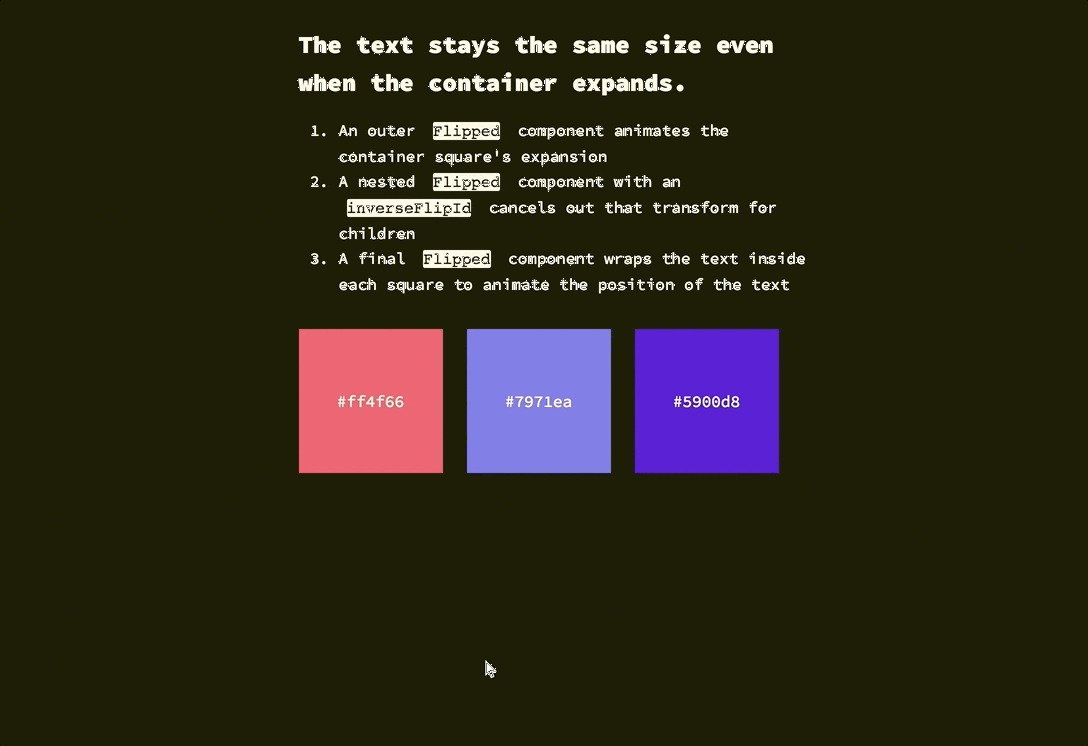 The text stays the same size even
when the container expands.
1. An outer Flipped component animates the
container square's expansion
2. A nested Flipped component with an
inverseFlipId cancels out that transform for
children
3. A final Flipped component wraps the text inside
each square to animate the position of the text
#ff4f66 #7971ea #5900d8